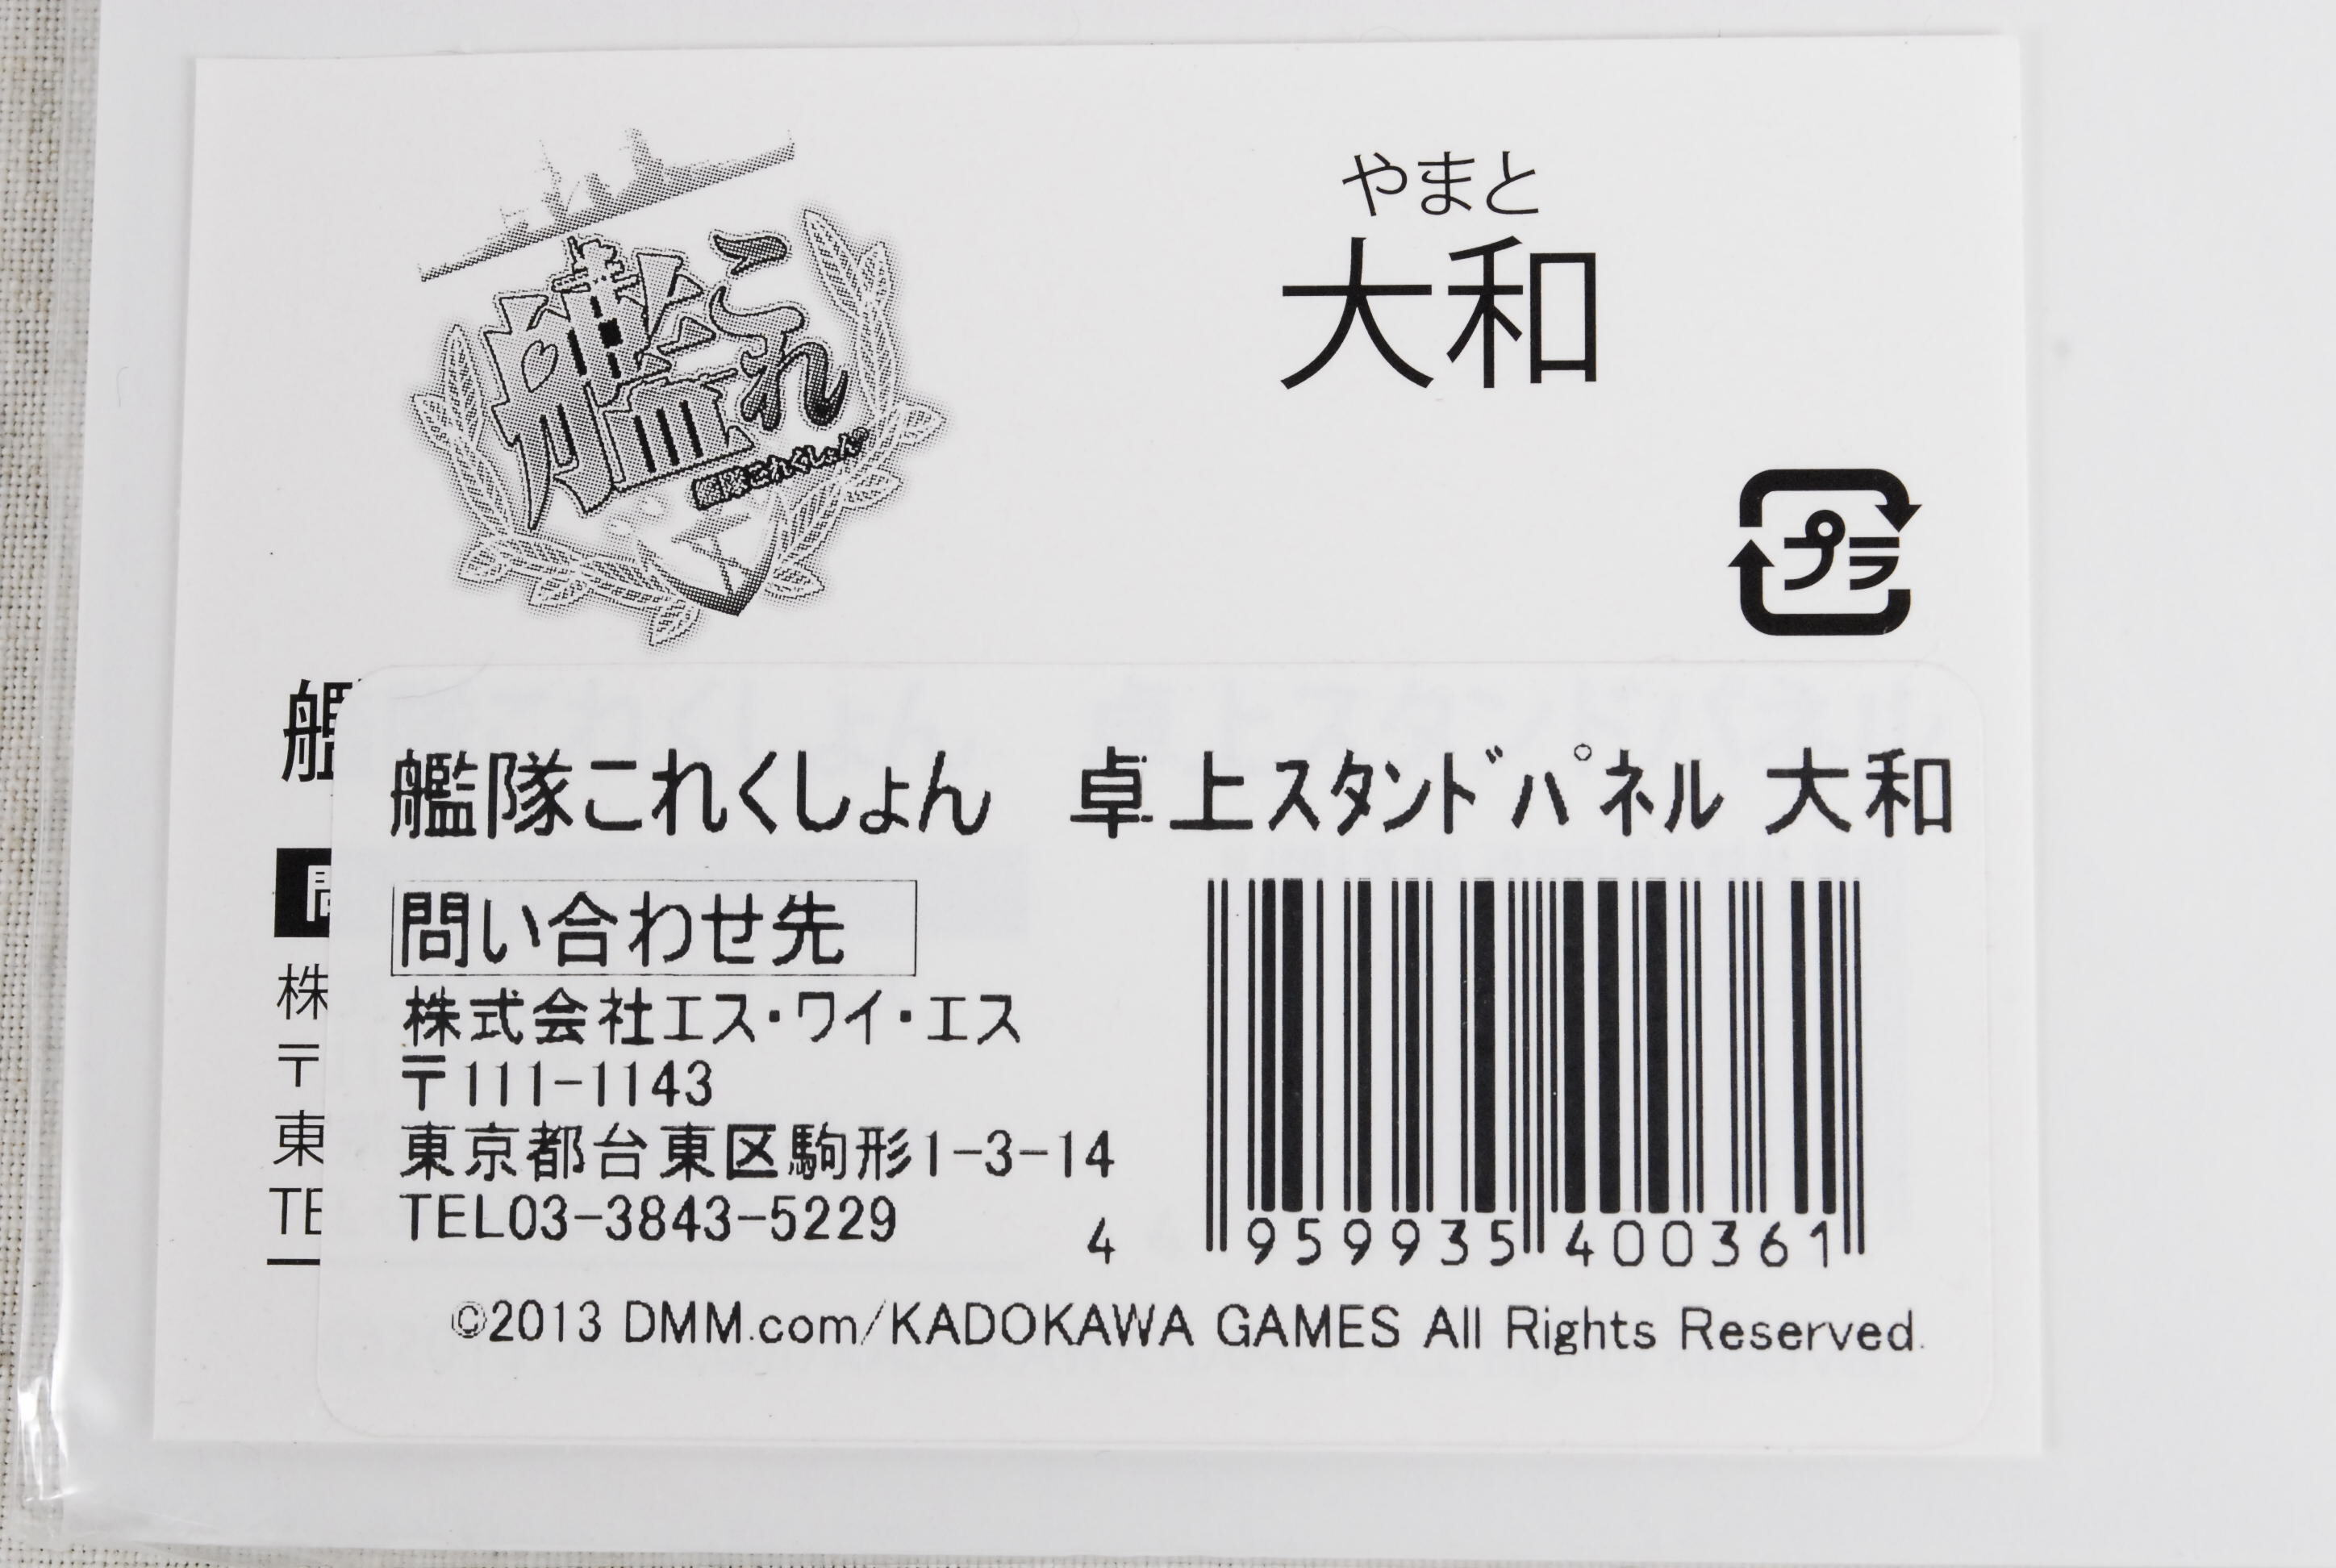 艦これ
艦隊これくしょん
やまと
大和
プラ
艦
艦隊これくしょん 卓上スタンドパネル 大和
問い合わせ先
株
株式会社エス・ワイ・エス
〒
〒111-1143
東
東京都台東区駒形1-3-14
TE
TEL03-3843-5229
4 959935 400361
©2013 DMM.com/KADOKAWA GAMES All Rights Reserved.